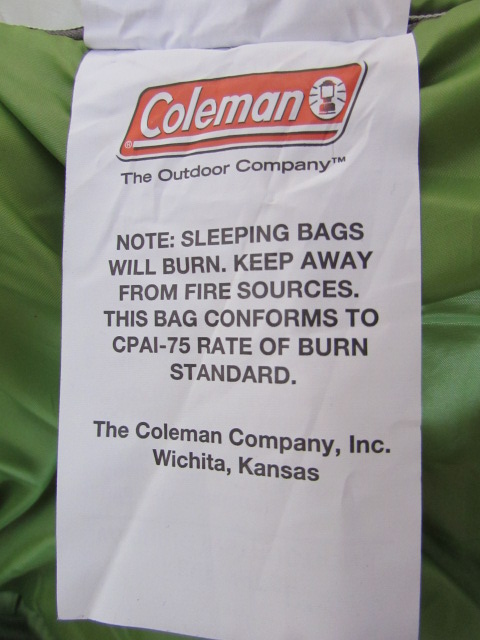 Coleman
®
The Outdoor Company™
NOTE: SLEEPING BAGS
WILL BURN. KEEP AWAY
FROM FIRE SOURCES.
THIS BAG CONFORMS TO
CPAI-75 RATE OF BURN
STANDARD.
The Coleman Company, Inc.
Wichita, Kansas